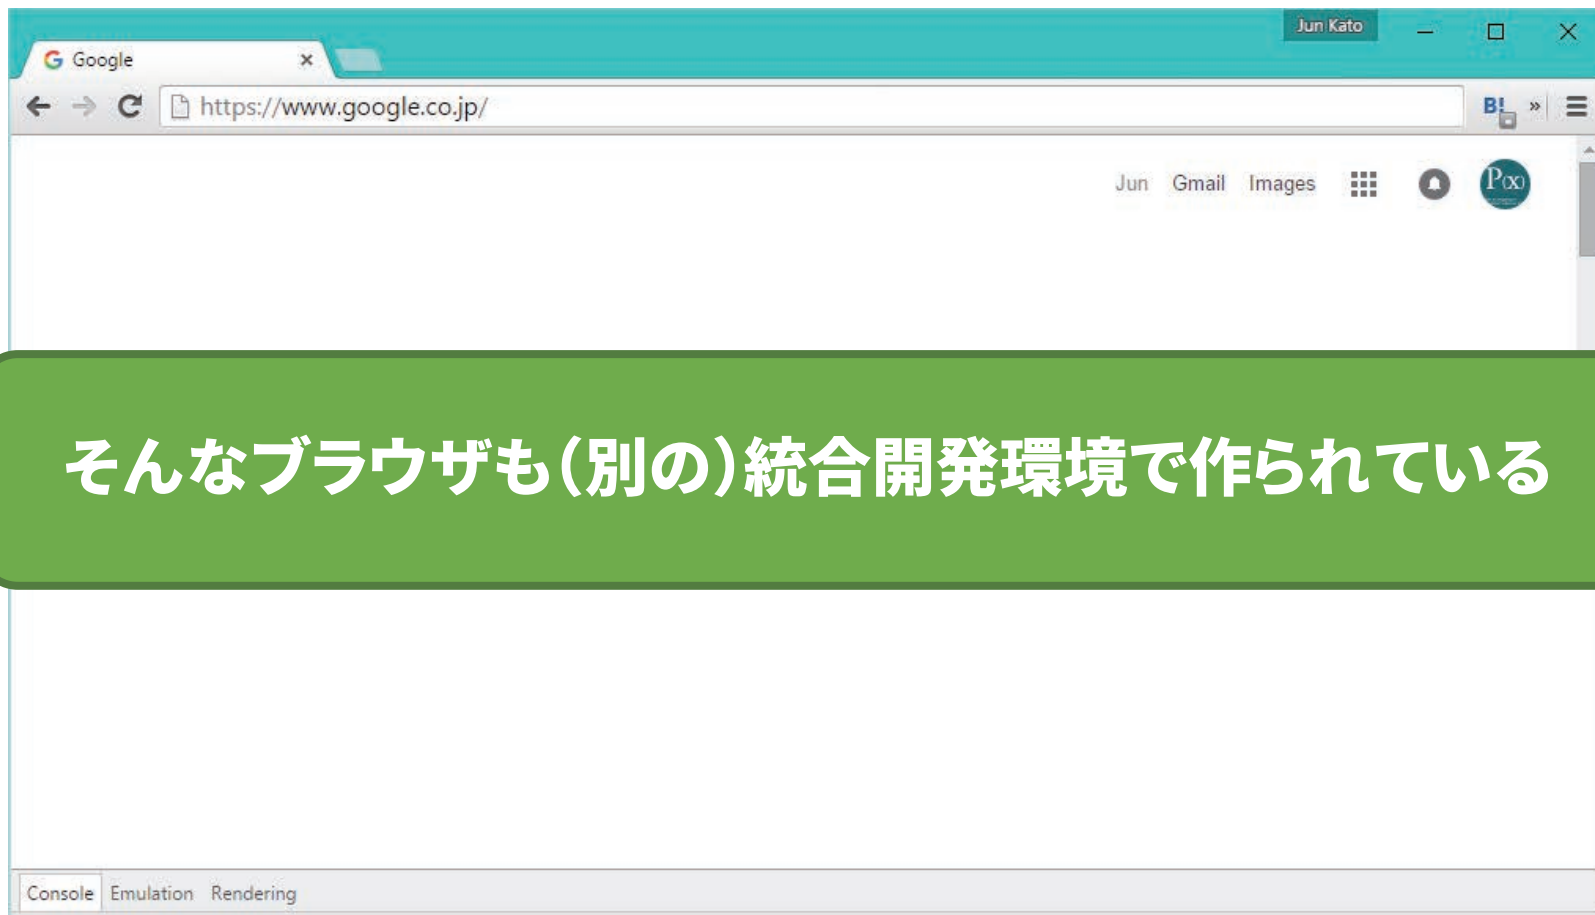 Jun Kato
Google
https://www.google.co.jp/
B!
Jun Gmail Images
P(x)
そんなブラウザも(別の)統合開発環境で作られている
Console Emulation Rendering